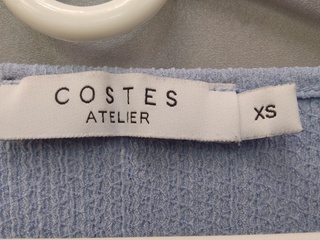 COSTES
ATELIER
XS